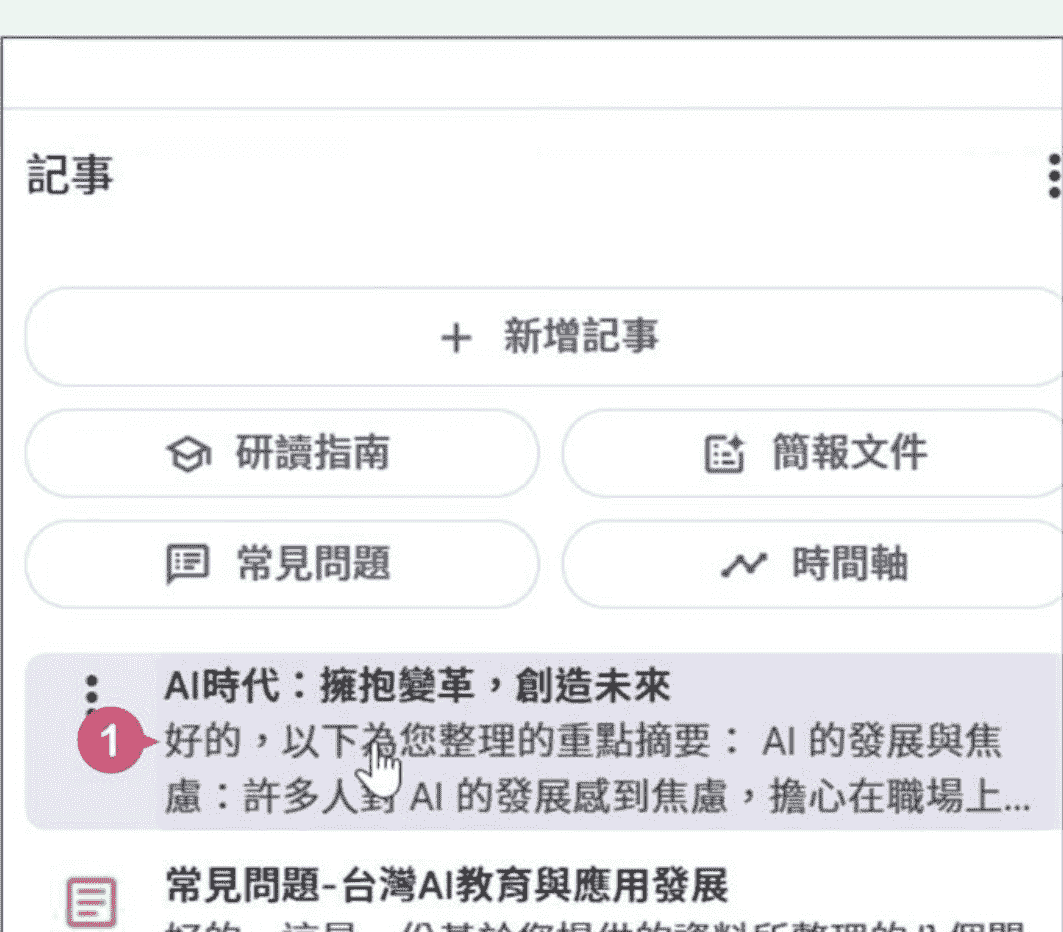 記事
+ 新增記事
研讀指南
簡報文件
常見問題
時間軸
AI時代：擁抱變革，創造未來
1
好的，以下為您整理的重點摘要： AI 的發展與焦
慮：許多人對 AI 的發展感到焦慮，擔心在職場上...
常見問題-台灣AI教育與應用發展